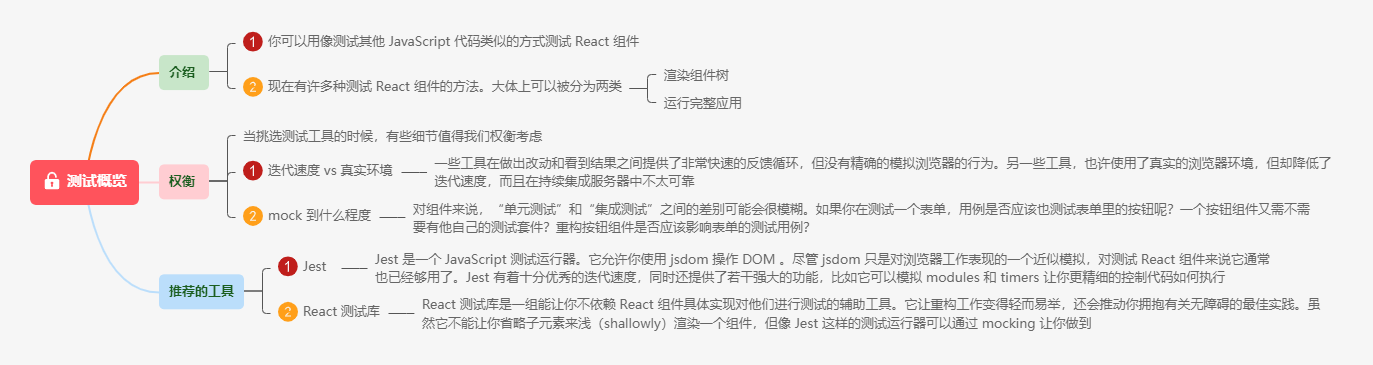 测试概览
介绍
1 你可以用像测试其他 JavaScript 代码类似的方式测试 React 组件
2 现在有许多种测试 React 组件的方法。大体上可以被分为两类
渲染组件树
运行完整应用
权衡
当挑选测试工具的时候，有些细节值得我们权衡考虑
1 迭代速度 vs 真实环境
一些工具在做出改动和看到结果之间提供了非常快速的反馈循环，但没有精确的模拟浏览器的行为。另一些工具，也许使用了真实的浏览器环境，但却降低了
迭代速度，而且在持续集成服务器中不太可靠
2 mock 到什么程度
对组件来说，“单元测试”和“集成测试”之间的差别可能会很模糊。如果你在测试一个表单，用例是否应该也测试表单里的按钮呢？一个按钮组件又需不需
要有他自己的测试套件？重构按钮组件是否应该影响表单的测试用例？
推荐的工具
1 Jest
Jest 是一个 JavaScript 测试运行器。它允许你使用 jsdom 操作 DOM 。尽管 jsdom 只是对浏览器工作表现的一个近似模拟，对测试 React 组件来说它通常
也已经够用了。Jest 有着十分优秀的迭代速度，同时还提供了若干强大的功能，比如它可以模拟 modules 和 timers 让你更精细的控制代码如何执行
2 React 测试库
React 测试库是一组能让你不依赖 React 组件具体实现对他们进行测试的辅助工具。它让重构工作变得轻而易举，还会推动你拥抱有关无障碍的最佳实践。虽
然它不能让你省略子元素来浅（shallowly）渲染一个组件，但像 Jest 这样的测试运行器可以通过 mocking 让你做到